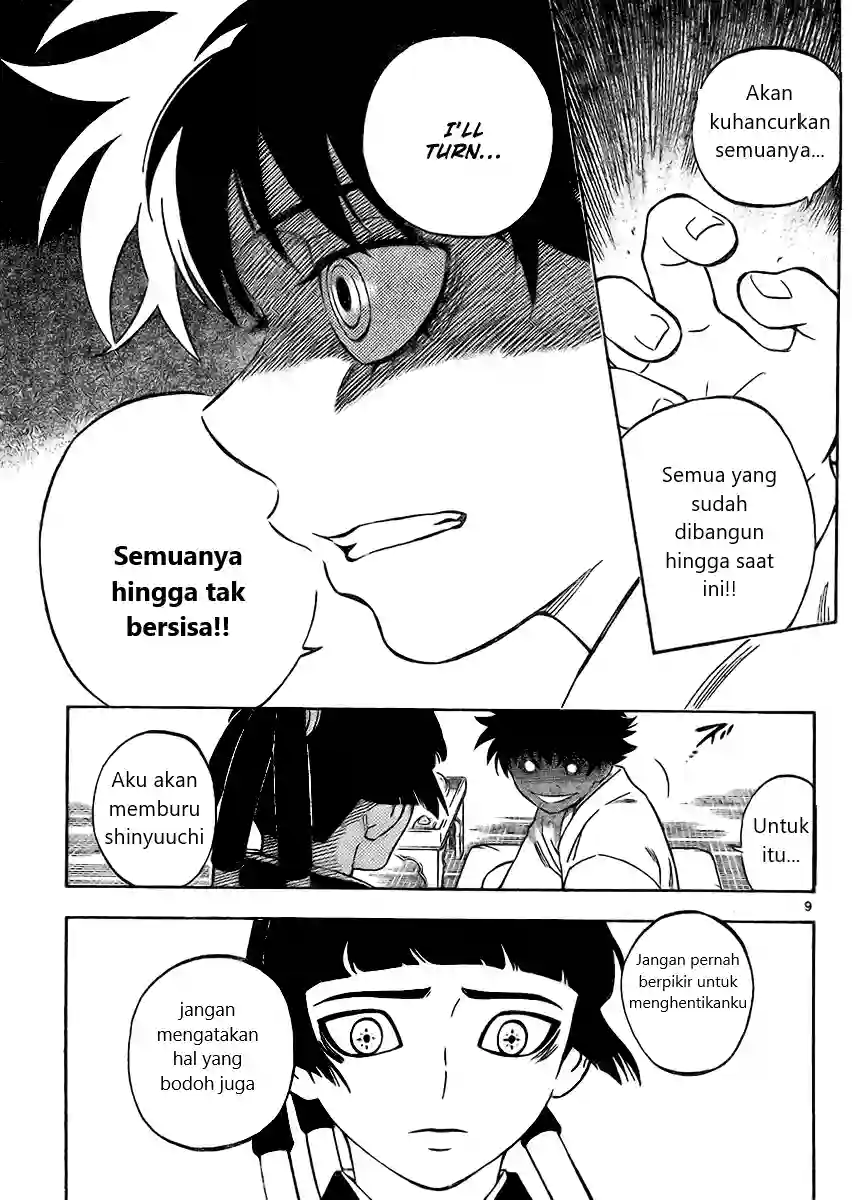 Akan
kuhancurkan
semuanya...
Semua yang
sudah
dibangun
hingga saat
ini!!
I'LL
TURN...
Semuanya
hingga tak
bersisa!!
Untuk
itu...
Aku akan
memburu
shinyuuchi
9
Jangan pernah
berpikir untuk
menghentikanku
jangan
mengatakan
hal yang
bodoh juga